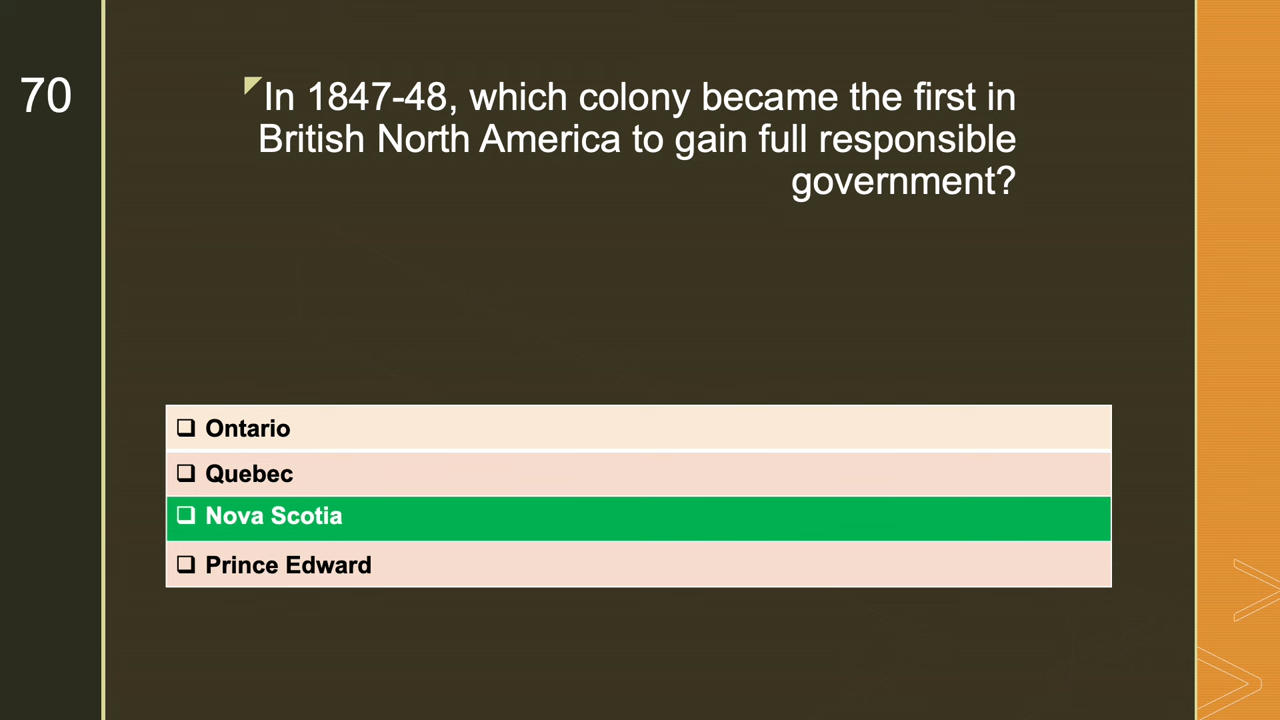 70
In 1847-48, which colony became the first in
British North America to gain full responsible
government?
Ontario
Quebec
Nova Scotia
Prince Edward